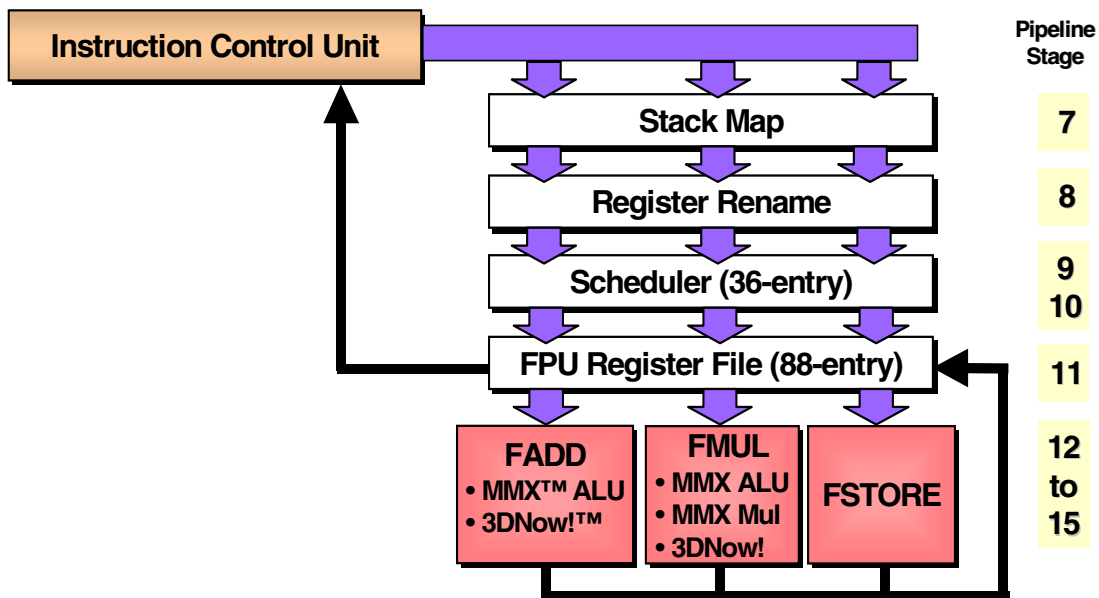 Instruction Control Unit
Pipeline
Stage
Stack Map
7
Register Rename
8
Scheduler (36-entry)
9
10
FPU Register File (88-entry)
11
FADD
• MMX™ ALU
• 3DNow!™
FMUL
• MMX ALU
• MMX Mul
• 3DNow!
FSTORE
12
to
15